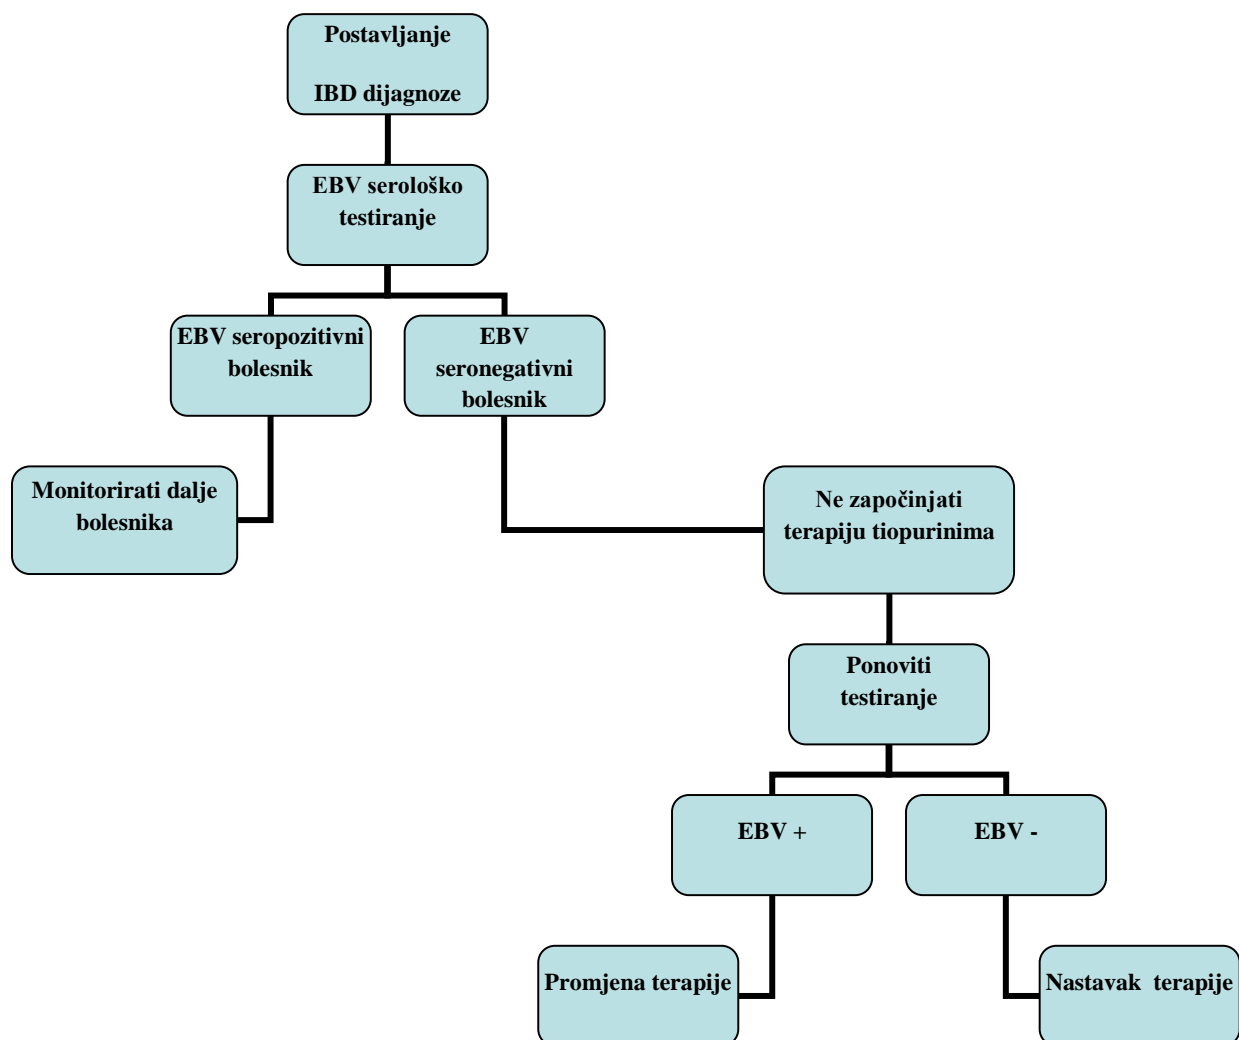 Postavljanje
IBD dijagnoze
EBV serološko
testiranje
EBV seropozitivni
bolesnik
EBV
seronegativni
bolesnik
Monitorirati dalje
bolesnika
Ne započinjati
terapiju tiopurinima
Ponoviti
testiranje
EBV +
EBV -
Promjena terapije
Nastavak terapije